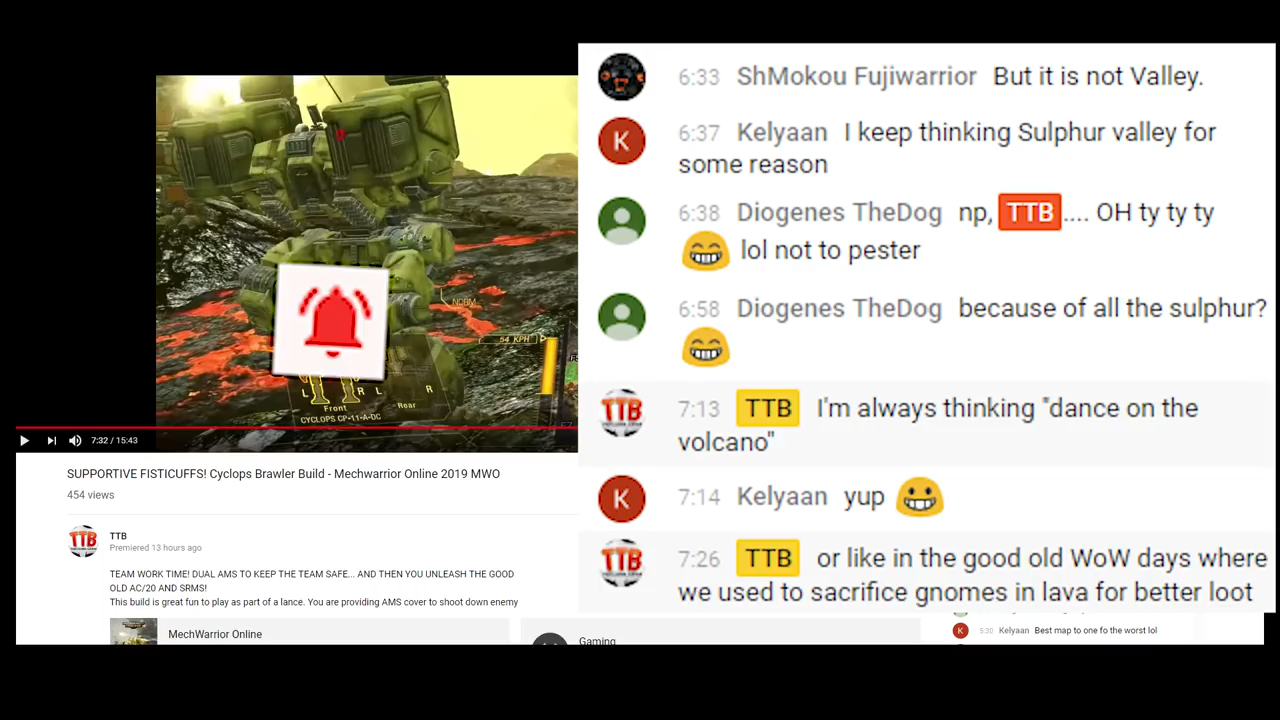 6:33 ShMokou Fujiwarrior But it is not Valley.
6:37 Kelyaan I keep thinking Sulphur valley for
some reason
6:38 Diogenes TheDog np, TTB .... OH ty ty ty
😁 lol not to pester
6:58 Diogenes TheDog because of all the sulphur?
😁
7:13 TTB I'm always thinking "dance on the
volcano"
K 7:14 Kelyaan yup 😀
7:26 TTB or like in the good old WoW days where
we used to sacrifice gnomes in lava for better loot
K 5:30 Kelyaan Best map to one fo the worst lol
NORM
54 KPH
L R L R
Front Rear
CYCLOPS CP-11-A-DC
7:32 / 15:43
SUPPORTIVE FISTICUFFS! Cyclops Brawler Build - Mechwarrior Online 2019 MWO
454 views
TTB
Premiered 13 hours ago
TEAM WORK TIME! DUAL AMS TO KEEP THE TEAM SAFE... AND THEN YOU UNLEASH THE GOOD
OLD AC/20 AND SRMS!
This build is great fun to play as part of a lance. You are providing AMS cover to shoot down enemy
MechWarrior Online
Gaming